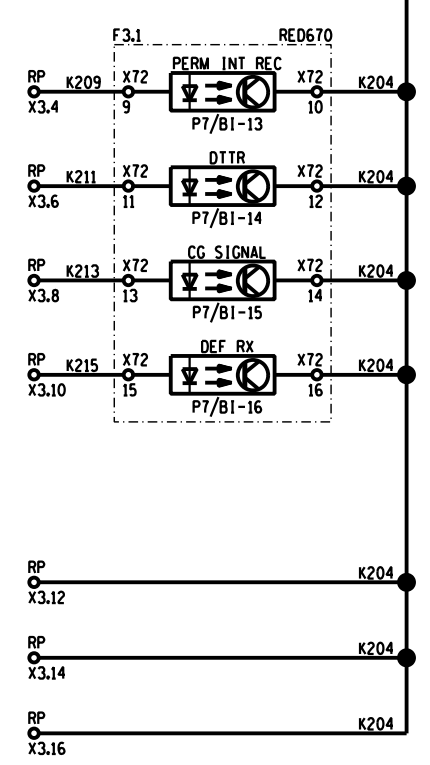 F3.1 RED670
PERM INT REC
RP K209 X72 X72 K204
X3.4 9 10
P7/BI-13
DTTR
RP K211 X72 X72 K204
X3.6 11 12
P7/BI-14
CG SIGNAL
RP K213 X72 X72 K204
X3.8 13 14
P7/BI-15
DEF RX
RP K215 X72 X72 K204
X3.10 15 16
P7/BI-16
RP K204
X3.12
RP K204
X3.14
RP K204
X3.16